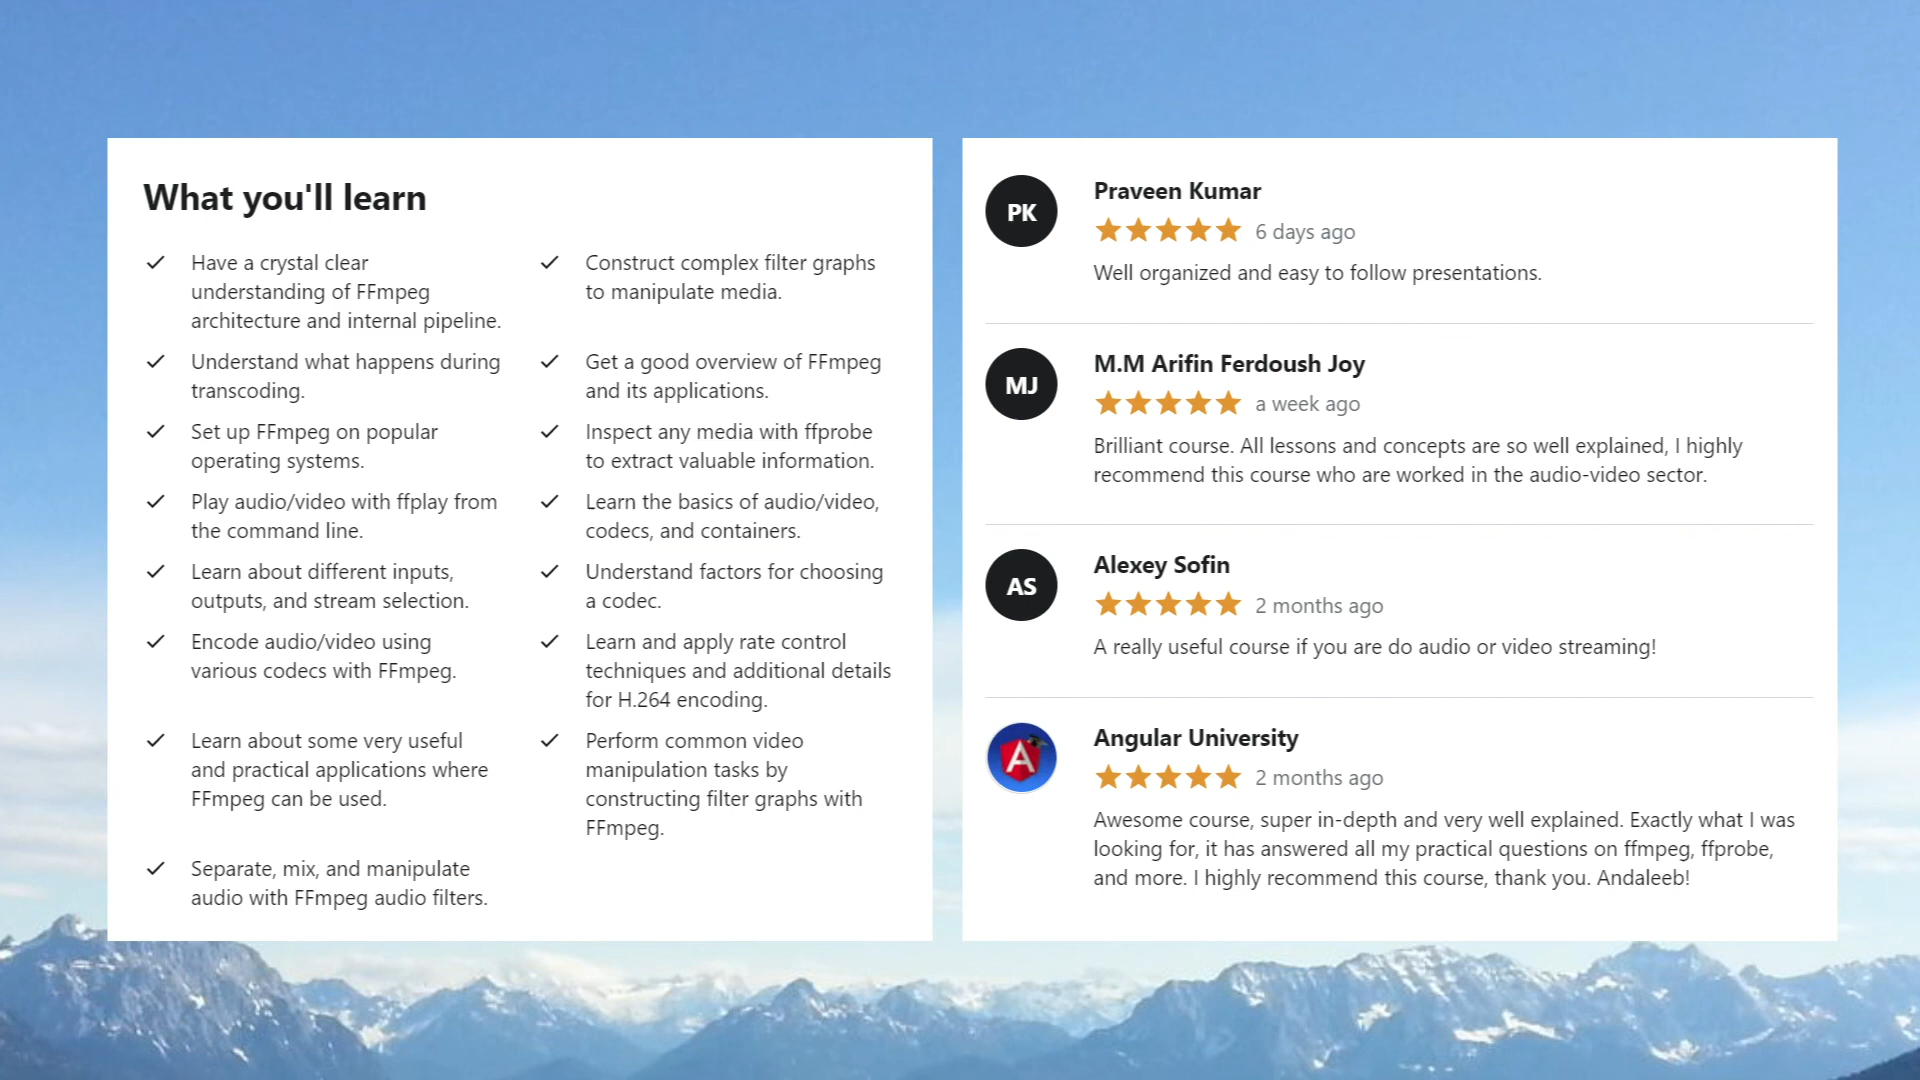 What you'll learn
Have a crystal clear
understanding of FFmpeg
architecture and internal pipeline.
Construct complex filter graphs
to manipulate media.
Understand what happens during
transcoding.
Get a good overview of FFmpeg
and its applications.
Set up FFmpeg on popular
operating systems.
Inspect any media with ffprobe
to extract valuable information.
Play audio/video with ffplay from
the command line.
Learn the basics of audio/video,
codecs, and containers.
Learn about different inputs,
outputs, and stream selection.
Understand factors for choosing
a codec.
Encode audio/video using
various codecs with FFmpeg.
Learn and apply rate control
techniques and additional details
for H.264 encoding.
Learn about some very useful
and practical applications where
FFmpeg can be used.
Perform common video
manipulation tasks by
constructing filter graphs with
FFmpeg.
Separate, mix, and manipulate
audio with FFmpeg audio filters.
PK
Praveen Kumar
6 days ago
Well organized and easy to follow presentations.
MJ
M.M Arifin Ferdoush Joy
a week ago
Brilliant course. All lessons and concepts are so well explained, I highly
recommend this course who are worked in the audio-video sector.
AS
Alexey Sofin
2 months ago
A really useful course if you are do audio or video streaming!
A
Angular University
2 months ago
Awesome course, super in-depth and very well explained. Exactly what I was
looking for, it has answered all my practical questions on ffmpeg, ffprobe,
and more. I highly recommend this course, thank you. Andaleeb!